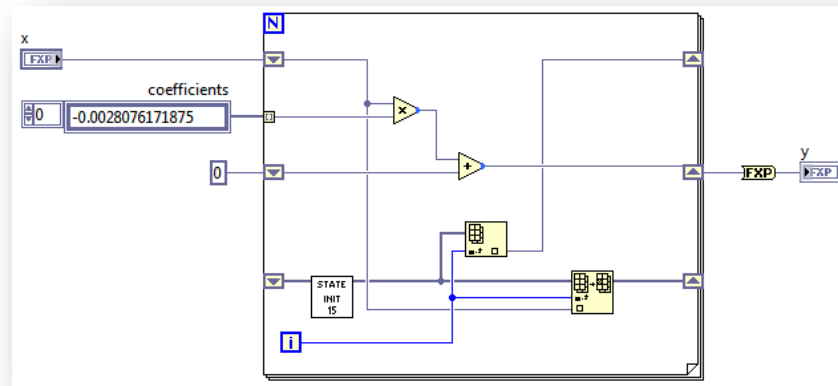 N
x
FXP
coefficients
0
-0.0028076171875
x
+
0
y
FXP
FXP
STATE
INIT
15
i